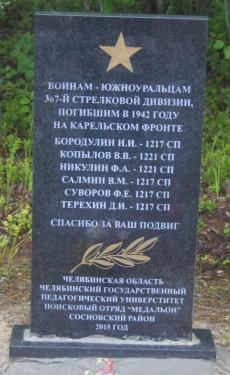 ВОИНАМ - ЮЖНОУРАЛЬЦАМ
367-Й СТРЕЛКОВОЙ ДИВИЗИИ,
ПОГИБШИМ В 1942 ГОДУ
НА КАРЕЛЬСКОМ ФРОНТЕ
БОРОДУЛИН Н.И. - 1217 СП
КОПЫЛОВ В.В. - 1221 СП
НИКУЛИН Ф.А. - 1221 СП
САЛМИН В.М. - 1217 СП
СУВОРОВ Ф.Е. 1217 СП
ТЕРЕХИН Д.И. - 1217 СП
СПАСИБО ЗА ВАШ ПОДВИГ
ЧЕЛЯБИНСКАЯ ОБЛАСТЬ
ЧЕЛЯБИНСКИЙ ГОСУДАРСТВЕННЫЙ
ПЕДАГОГИЧЕСКИЙ УНИВЕРСИТЕТ
ПОИСКОВЫЙ ОТРЯД "МЕДАЛЬОН"
СОСНОВСКИЙ РАЙОН
2015 ГОД